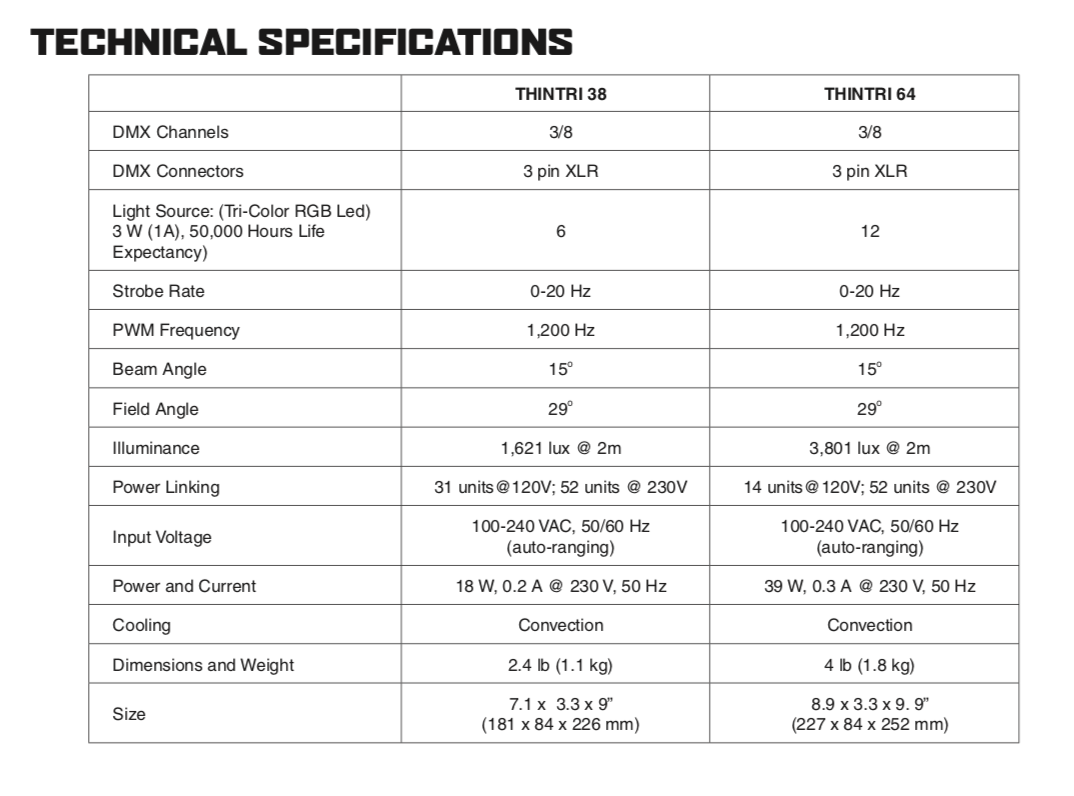 TECHNICAL SPECIFICATIONS
THINTRI 38 THINTRI 64
DMX Channels 3/8 3/8
DMX Connectors 3 pin XLR 3 pin XLR
Light Source: (Tri-Color RGB Led)
3 W (1A), 50,000 Hours Life
Expectancy)
6 12
Strobe Rate 0-20 Hz 0-20 Hz
PWM Frequency 1,200 Hz 1,200 Hz
Beam Angle 15° 15°
Field Angle 29° 29°
Illuminance 1,621 lux @ 2m 3,801 lux @ 2m
Power Linking 31 units@120V; 52 units @ 230V 14 units@120V; 52 units @ 230V
Input Voltage
100-240 VAC, 50/60 Hz
(auto-ranging)
100-240 VAC, 50/60 Hz
(auto-ranging)
Power and Current 18 W, 0.2 A @ 230 V, 50 Hz 39 W, 0.3 A @ 230 V, 50 Hz
Cooling Convection Convection
Dimensions and Weight 2.4 lb (1.1 kg) 4 lb (1.8 kg)
Size
7.1 x 3.3 x 9”
(181 x 84 x 226 mm)
8.9 x 3.3 x 9. 9”
(227 x 84 x 252 mm)